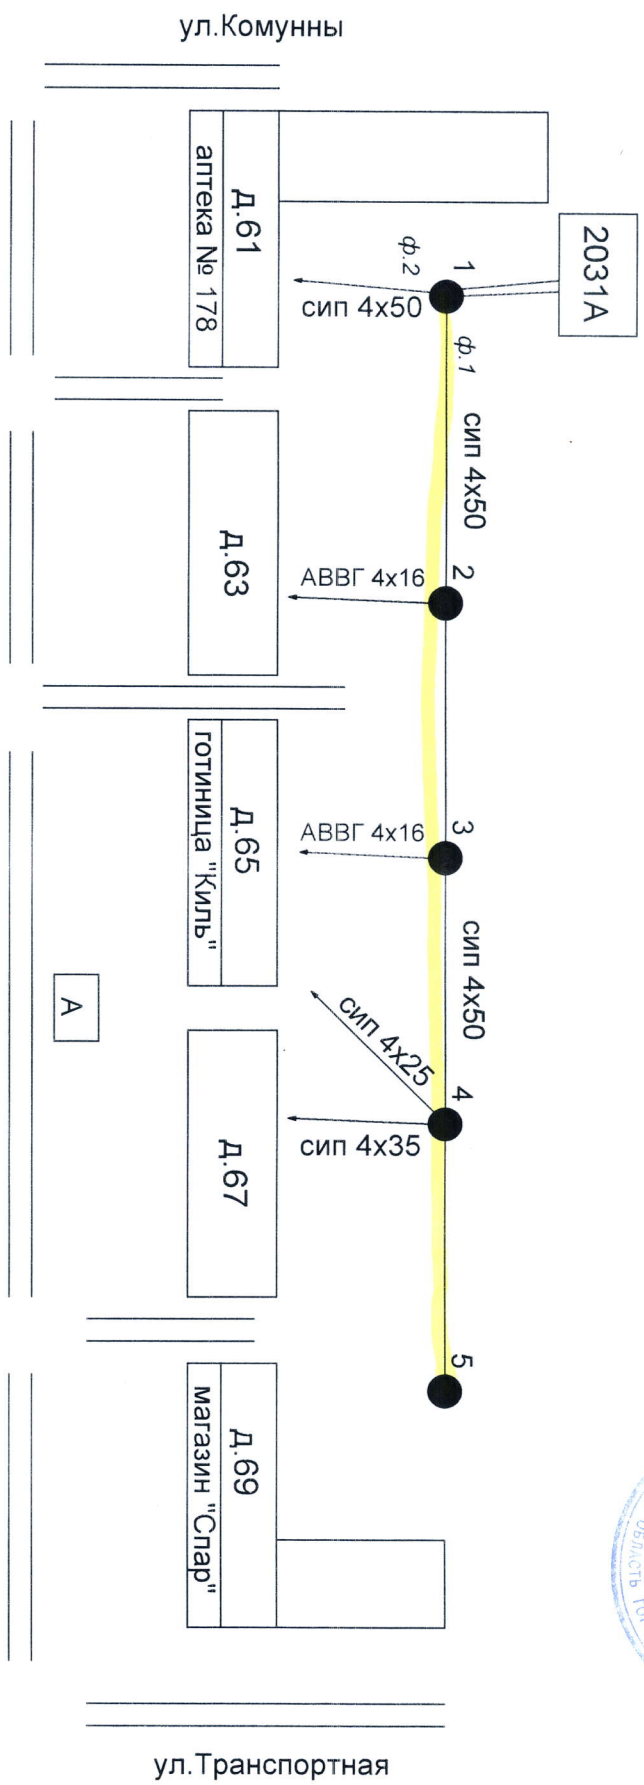 ул.Комунны
2031А
1
ф.2
ф.1
сип 4х50
сип 4х50
д.61
аптека № 178
2
АВВГ 4х16
д.63
3
АВВГ 4х16
сип 4х50
д.65
готиница "Киль"
А
4
сип 4х25
сип 4х35
д.67
5
д.69
магазин "Спар"
ОБЛАСТЬ ГОР
ул.Транспортная